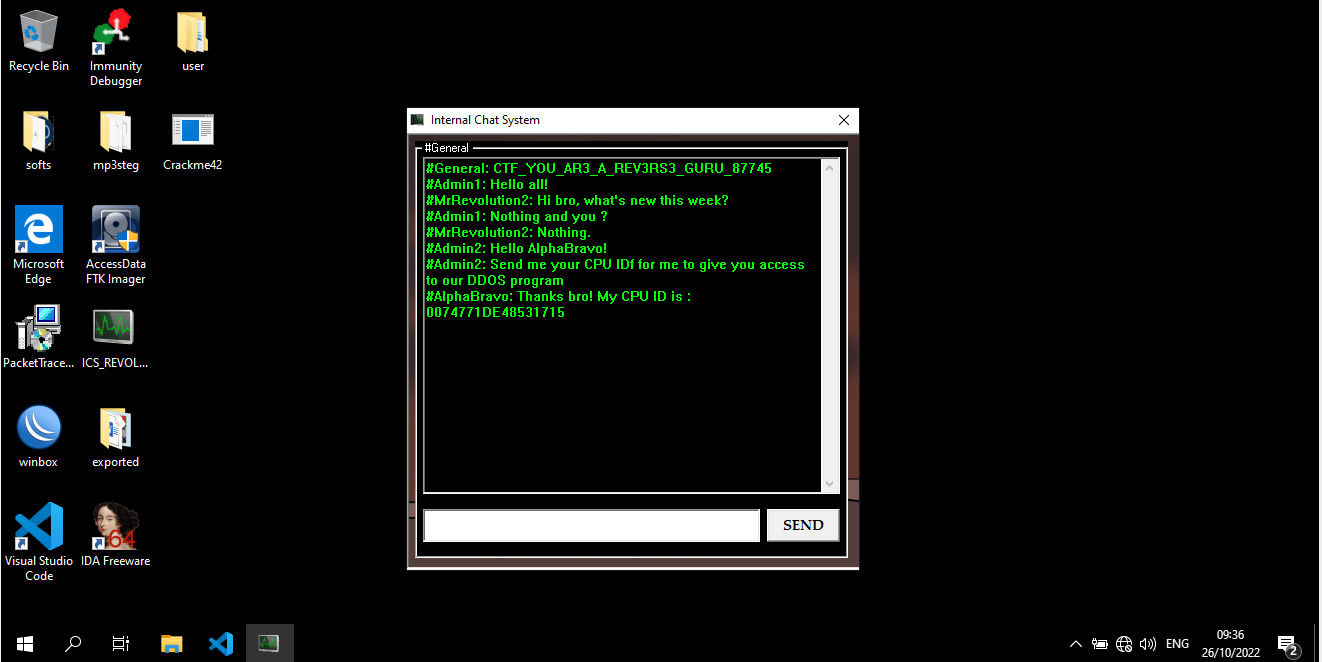 Recycle Bin
Immunity
Debugger
user
softs
mp3steg
Crackme42
Microsoft
Edge
AccessData
FTK Imager
PacketTrace...
ICS_REVOL...
winbox
exported
Visual Studio
Code
64
IDA Freeware
Internal Chat System
#General
#General: CTF_YOU_AR3_A_REV3RS3_GURU_87745
#Admin1: Hello all!
#MrRevolution2: Hi bro, what's new this week?
#Admin1: Nothing and you ?
#MrRevolution2: Nothing.
#Admin2: Hello AlphaBravo!
#Admin2: Send me your CPU IDf for me to give you access
to our DDOS program
#AlphaBravo: Thanks bro! My CPU ID is :
0074771DE48531715
SEND
ENG
09:36
26/10/2022
2